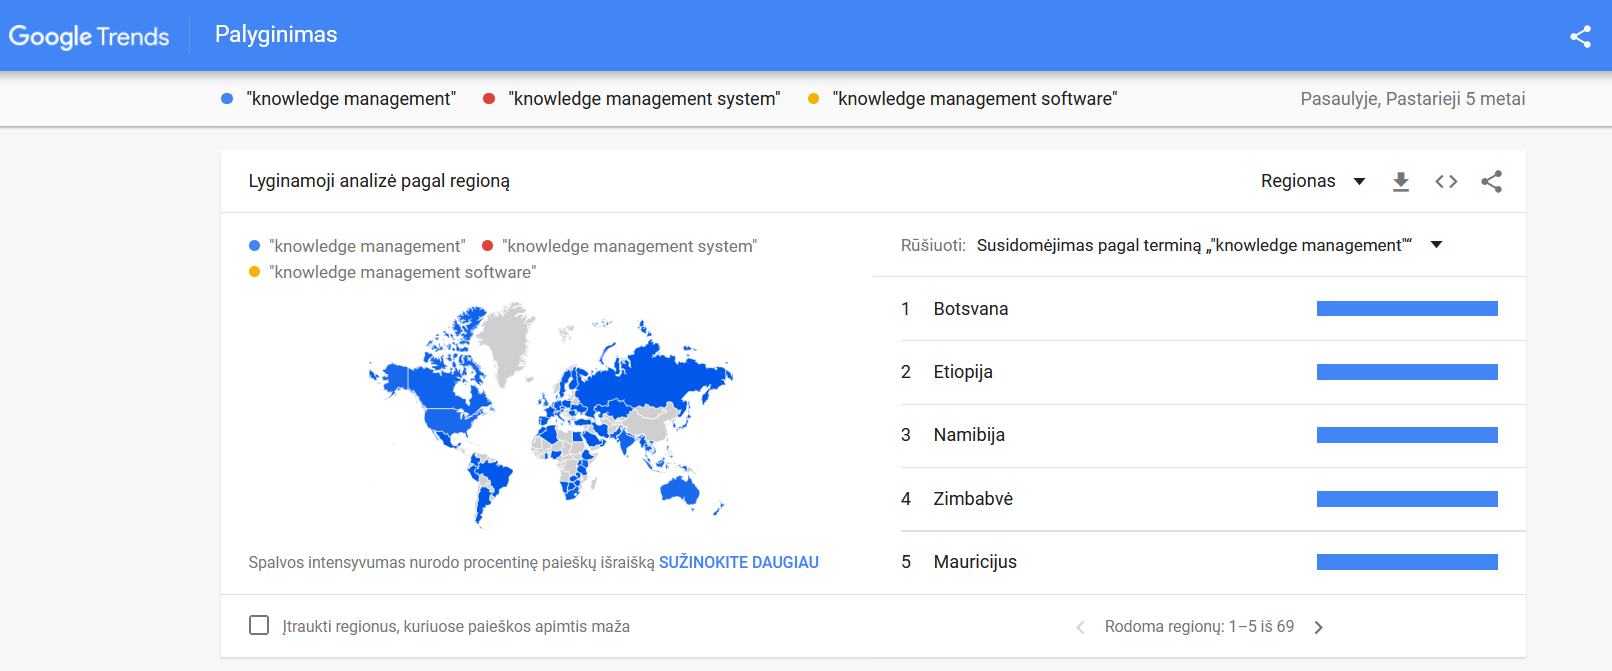 Google Trends Palyginimas
"knowledge management" "knowledge management system" "knowledge management software" Pasaulyje, Pastarieji 5 metai
Lyginamoji analizė pagal regioną
Regionas
"knowledge management" "knowledge management system"
"knowledge management software"
Spalvos intensyvumas nurodo procentinę paieškų išraišką SUŽINOKITE DAUGIAU
Įtraukti regionus, kuriuose paieškos apimtis maža
Rūšiuoti: Susidomėjimas pagal terminą „"knowledge management"“
1 Botsvana
2 Etiopija
3 Namibija
4 Zimbabvė
5 Mauricijus
Rodoma regionų: 1–5 iš 69